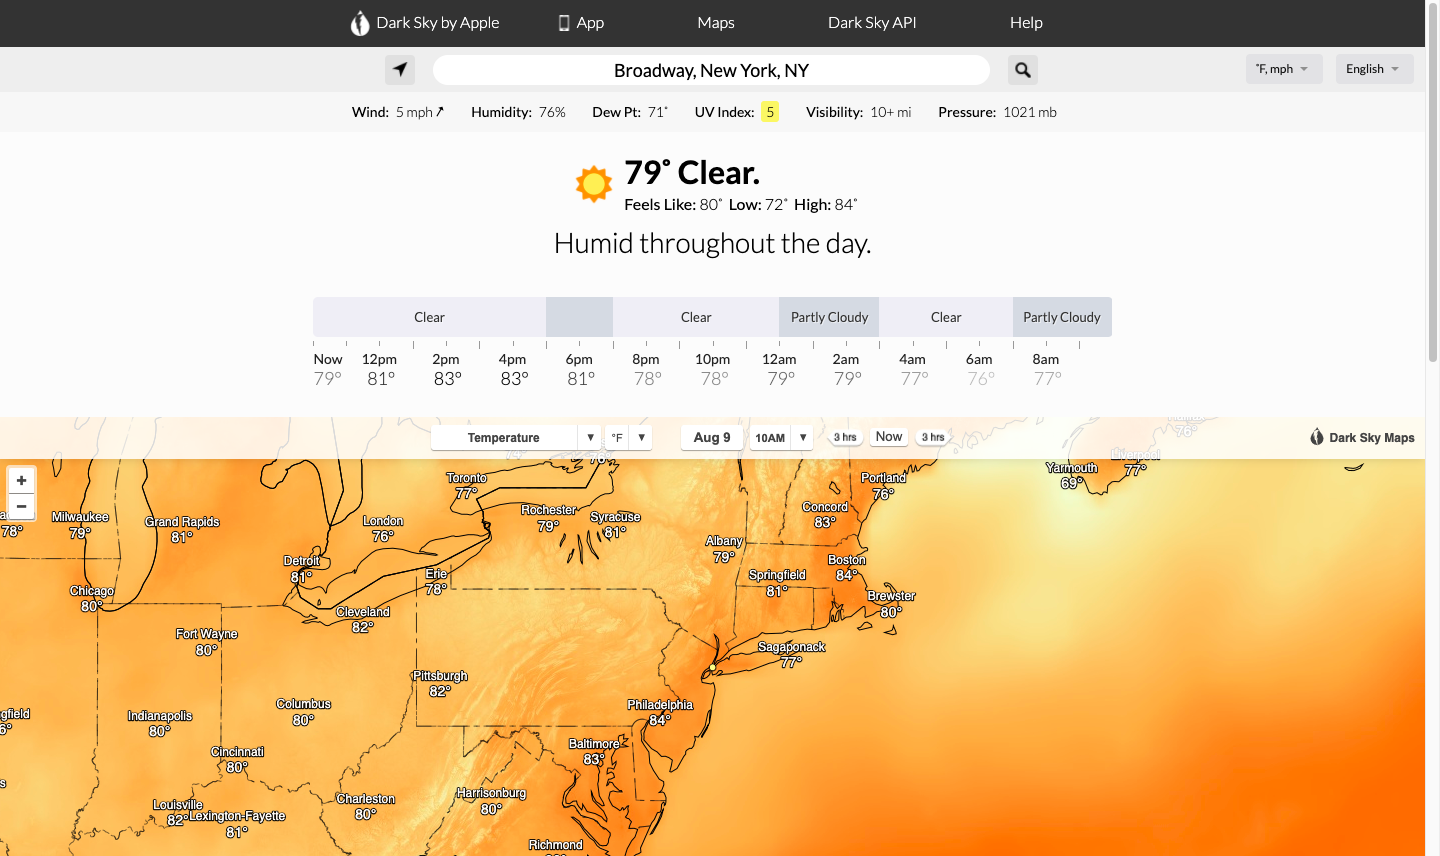 Dark Sky by Apple App Maps Dark Sky API Help
Broadway, New York, NY
˚F, mph English
Wind: 5 mph Humidity: 76% Dew Pt: 71˚ UV Index: 5 Visibility: 10+ mi Pressure: 1021 mb
79˚ Clear.
Feels Like: 80˚ Low: 72˚ High: 84˚
Humid throughout the day.
Clear Clear Partly Cloudy Clear Partly Cloudy
Now 12pm 2pm 4pm 6pm 8pm 10pm 12am 2am 4am 6am 8am
79° 81° 83° 83° 81° 78° 78° 79° 79° 77° 76° 77°
Temperature ▼ °F ▼ Aug 9 10AM ▼ 3 hrs Now 3 hrs Dark Sky Maps
76°
Liverpool
77°
Yarmouth
69°
+
−
Toronto
77°
Portland
76°
Milwaukee
79°
78°
Grand Rapids
81°
London
76°
Rochester
79°
Syracuse
81°
Concord
83°
Albany
79°
Detroit
81°
Erie
78°
Boston
84°
Springfield
81°
Chicago
80°
Brewster
80°
Cleveland
82°
Fort Wayne
80°
Sagaponack
77°
Pittsburgh
82°
Columbus
80°
Philadelphia
84°
gfield
6°
Indianapolis
80°
Cincinnati
80°
Baltimore
83°
s
Harrisonburg
80°
Charleston
80°
Louisville
82°
Lexington-Fayette
81°
Richmond